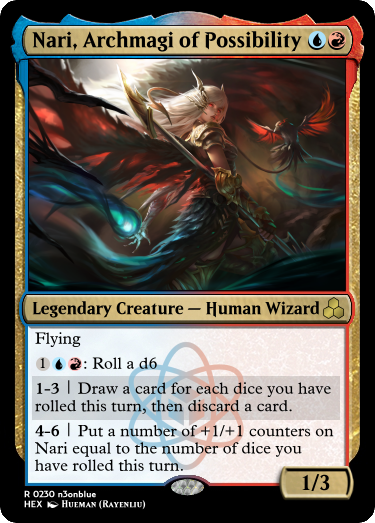 Nari, Archmagi of Possibility
Legendary Creature — Human Wizard
Flying
1: Roll a d6
1-3 | Draw a card for each dice you have
rolled this turn, then discard a card.
4-6 | Put a number of +1/+1 counters on
Nari equal to the number of dice you
have rolled this turn.
1/3
R 0230 n3onblue
HEX Hueman (Rayenliu)